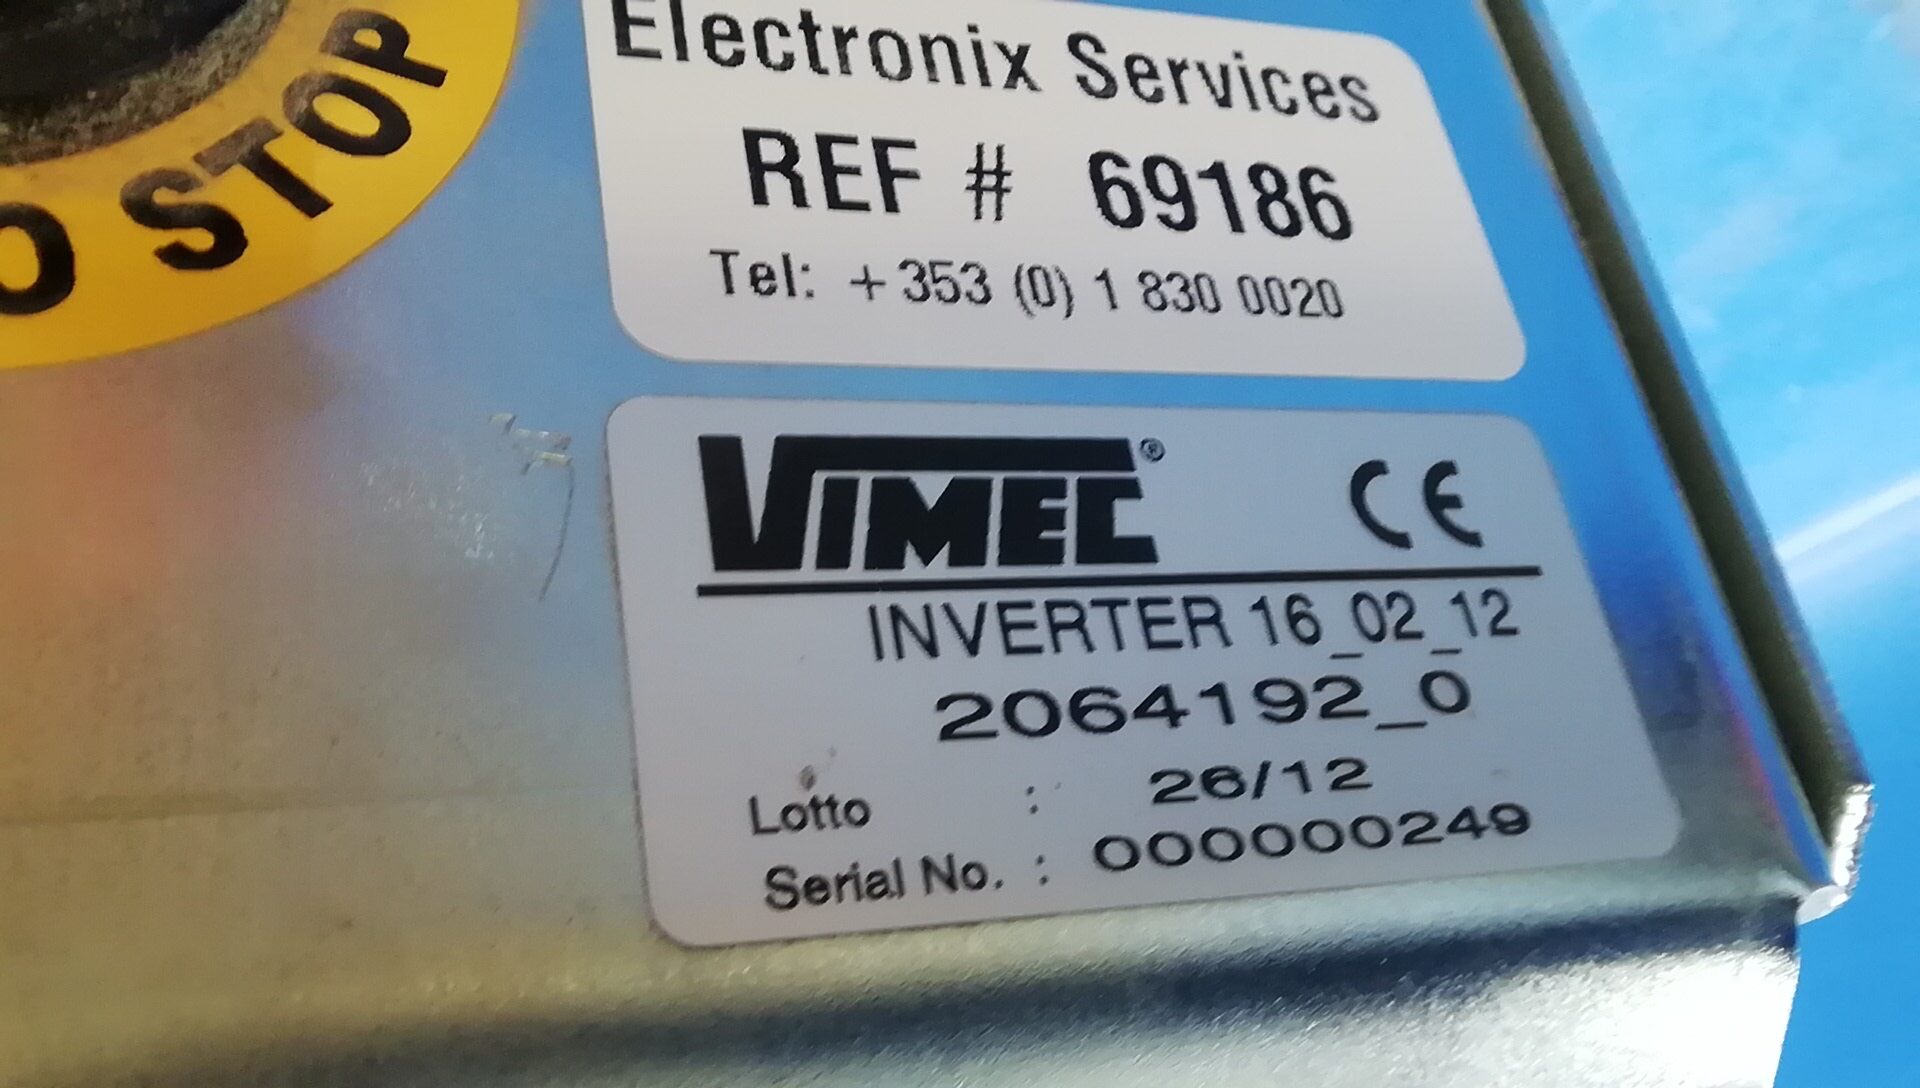 O STOP
Electronix Services
REF # 69186
Tel: +353 (0) 1 830 0020
VIMEC®
CE
INVERTER 16_02_12
2064192_0
Lotto : 26/12
Serial No. : 000000249